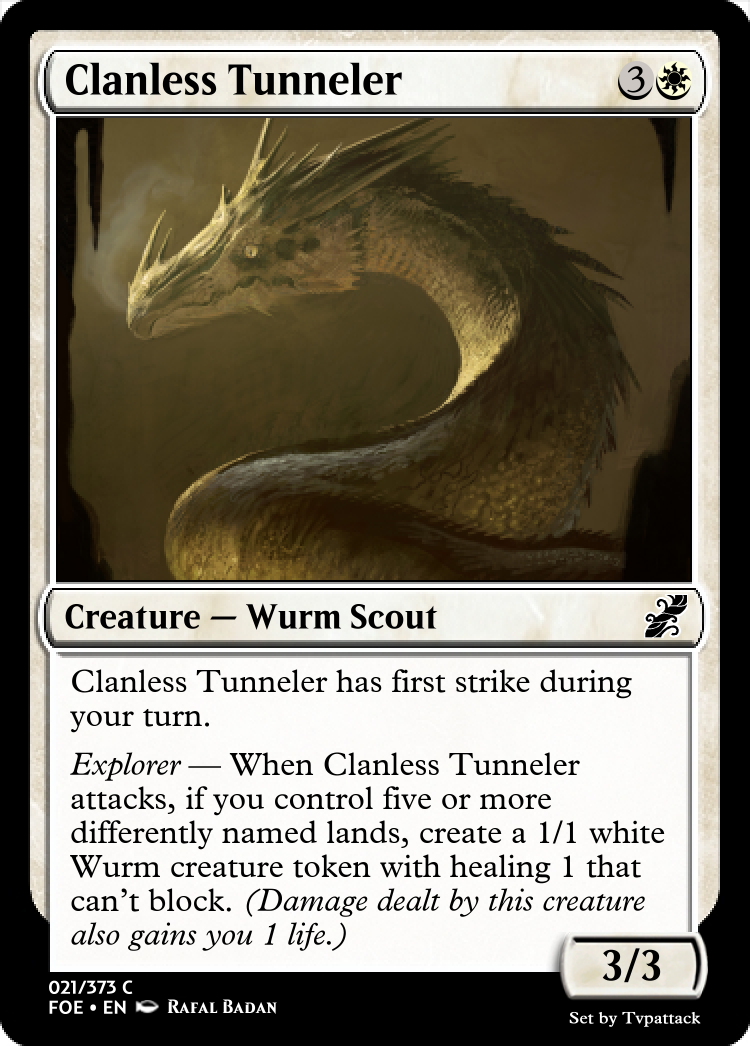 Clanless Tunneler 3
Creature — Wurm Scout
Clanless Tunneler has first strike during
your turn.
Explorer — When Clanless Tunneler
attacks, if you control five or more
differently named lands, create a 1/1 white
Wurm creature token with healing 1 that
can't block. (Damage dealt by this creature
also gains you 1 life.)
3/3
021/373 C
FOE • EN Rafal Badan
Set by Tvpattack